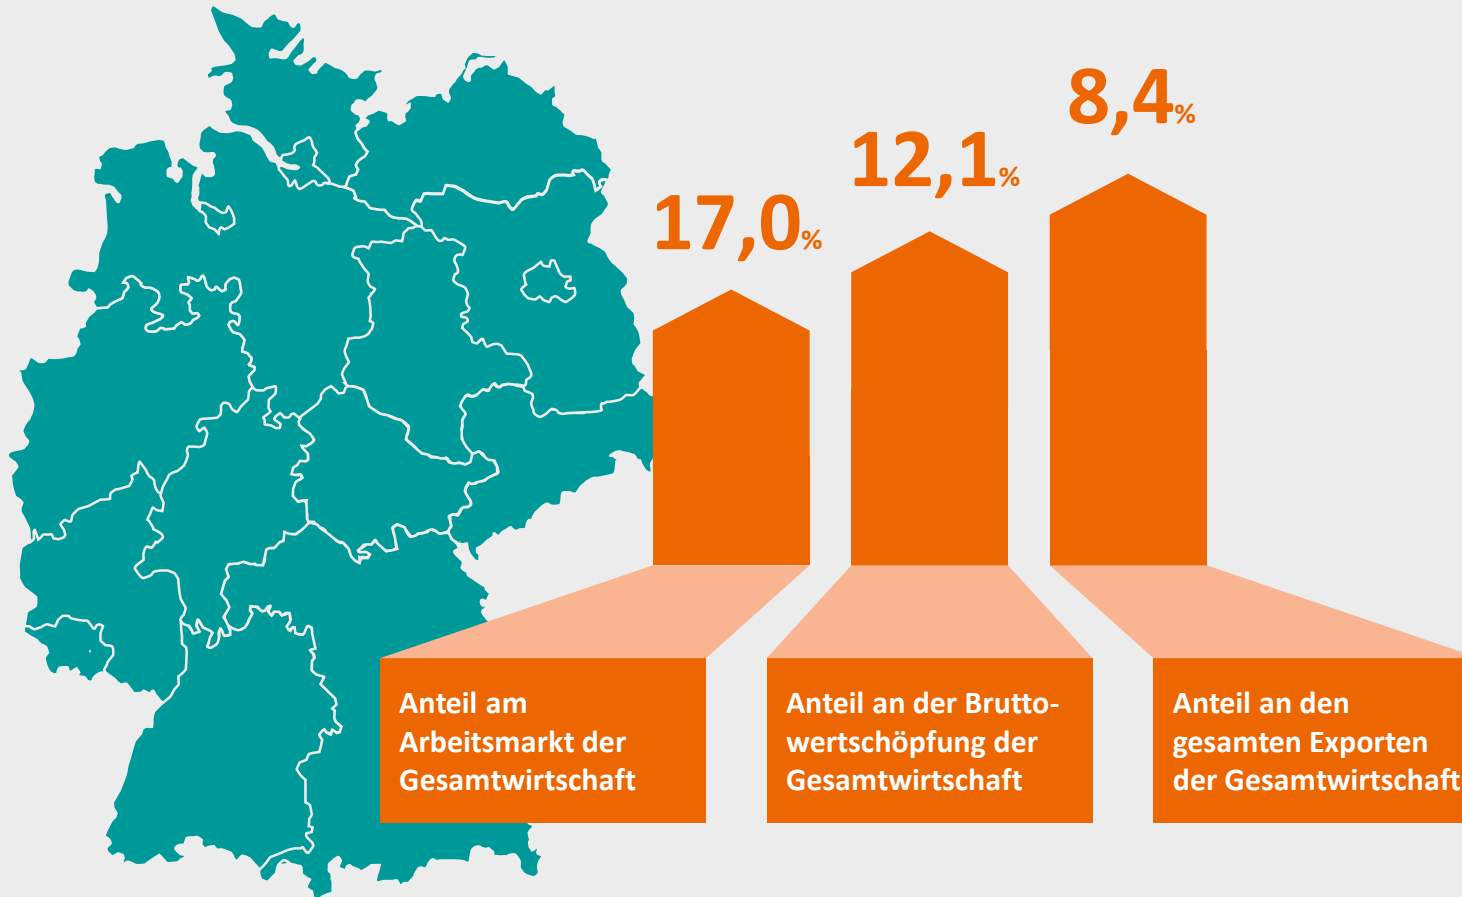 8,4%
12,1%
17,0%
Anteil am
Arbeitsmarkt der
Gesamtwirtschaft
Anteil an der Brutto-
wertschöpfung der
Gesamtwirtschaft
Anteil an den
gesamten Exporten
der Gesamtwirtschaft